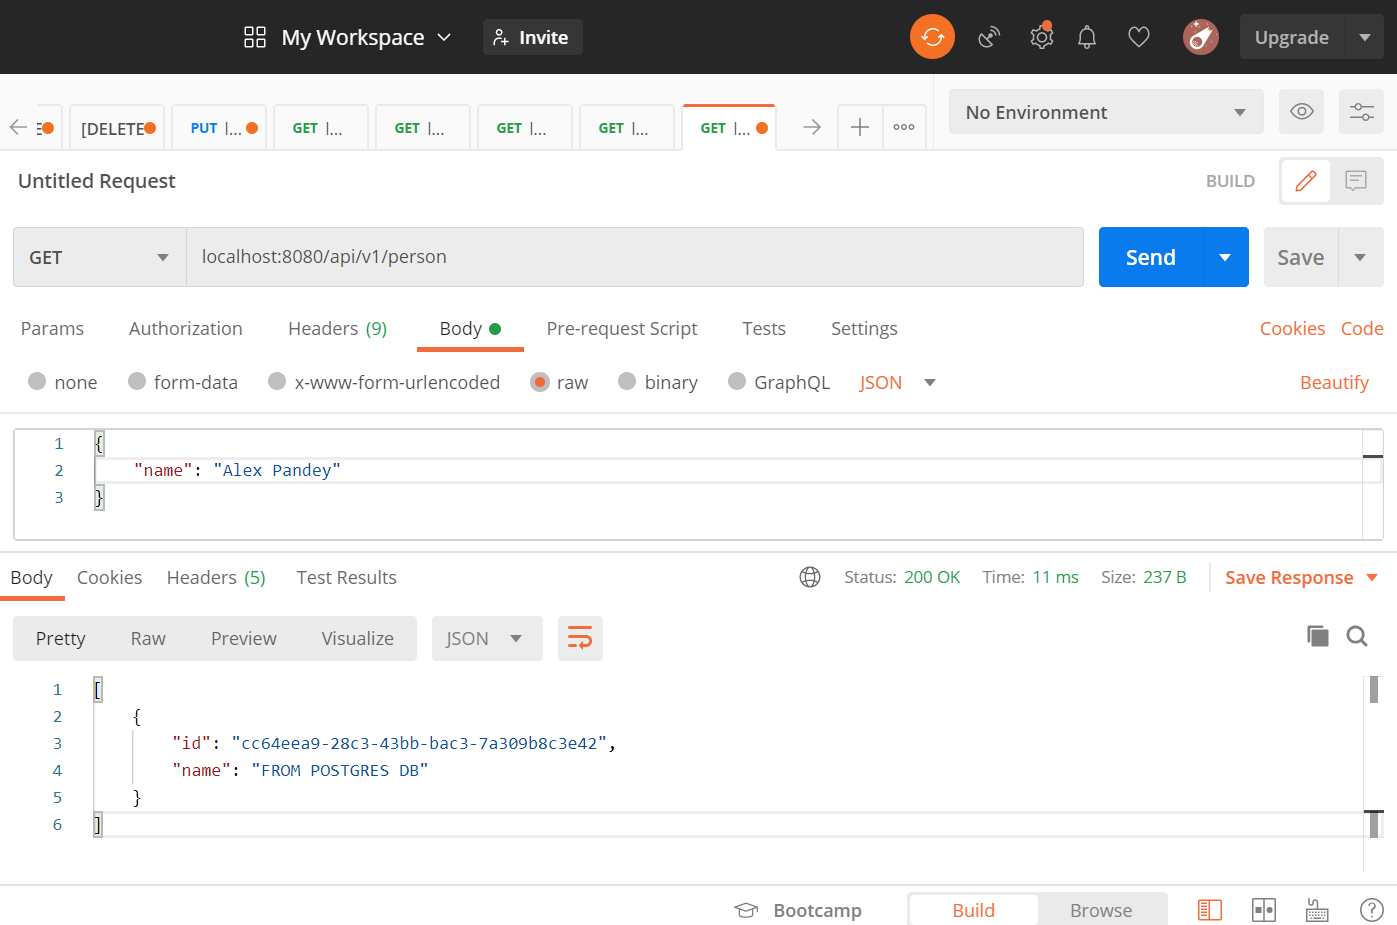 My Workspace
Invite
Upgrade
[DELETE
PUT l...
GET l...
GET l...
GET l...
GET l...
GET l...
No Environment
Untitled Request
BUILD
GET
localhost:8080/api/v1/person
Send
Save
Params
Authorization
Headers (9)
Body
Pre-request Script
Tests
Settings
Cookies
Code
none
form-data
x-www-form-urlencoded
raw
binary
GraphQL
JSON
Beautify
1 {
2 "name": "Alex Pandey"
3 }
Body
Cookies
Headers (5)
Test Results
Status: 200 OK
Time: 11 ms
Size: 237 B
Save Response
Pretty
Raw
Preview
Visualize
JSON
1 [
2 {
3 "id": "cc64eea9-28c3-43bb-bac3-7a309b8c3e42",
4 "name": "FROM POSTGRES DB"
5 }
6 ]
Bootcamp
Build
Browse